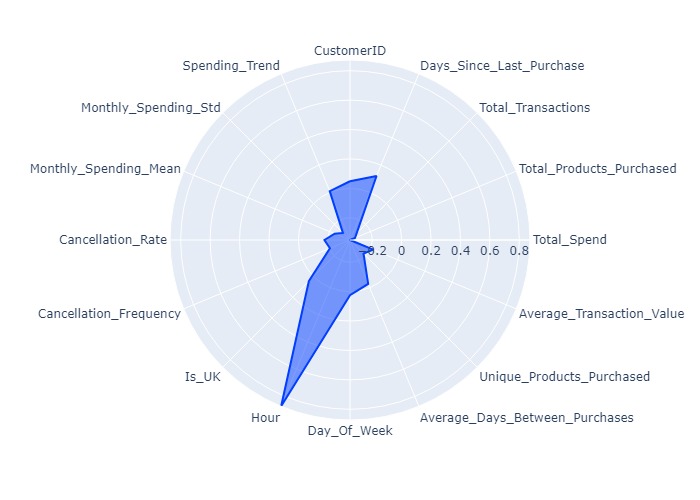 CustomerID
Spending_Trend
Days_Since_Last_Purchase
Monthly_Spending_Std
Total_Transactions
Monthly_Spending_Mean
Total_Products_Purchased
Cancellation_Rate
Total_Spend
−0.2 0 0.2 0.4 0.6 0.8
Cancellation_Frequency
Average_Transaction_Value
Is_UK
Unique_Products_Purchased
Hour
Average_Days_Between_Purchases
Day_Of_Week